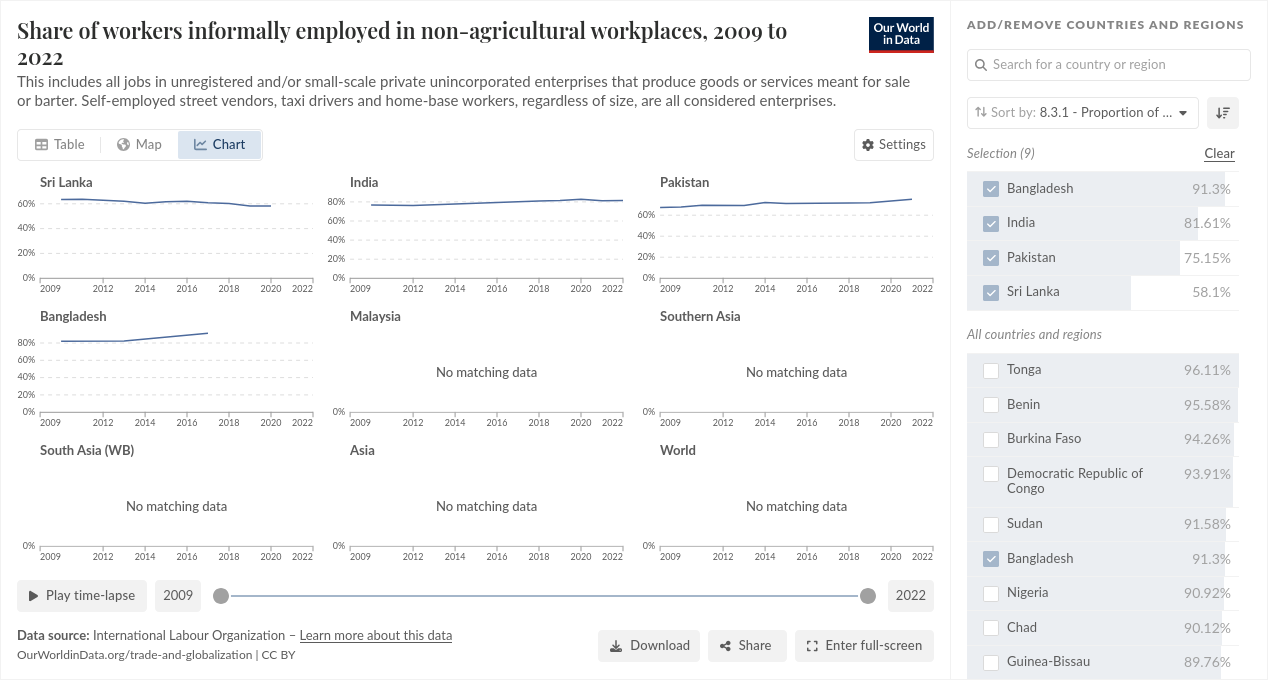 Share of workers informally employed in non-agricultural workplaces, 2009 to
2022
Our World
in Data
This includes all jobs in unregistered and/or small-scale private unincorporated enterprises that produce goods or services meant for sale
or barter. Self-employed street vendors, taxi drivers and home-base workers, regardless of size, are all considered enterprises.
Table
Map
Chart
Settings
Sri Lanka
60%
40%
20%
0%
2009 2012 2014 2016 2018 2020 2022
India
80%
60%
40%
20%
0%
2009 2012 2014 2016 2018 2020 2022
Pakistan
60%
40%
20%
0%
2009 2012 2014 2016 2018 2020 2022
Bangladesh
80%
60%
40%
20%
0%
2009 2012 2014 2016 2018 2020 2022
Malaysia
No matching data
0%
2009 2012 2014 2016 2018 2020 2022
Southern Asia
No matching data
0%
2009 2012 2014 2016 2018 2020 2022
South Asia (WB)
No matching data
0%
2009 2012 2014 2016 2018 2020 2022
Asia
No matching data
0%
2009 2012 2014 2016 2018 2020 2022
World
No matching data
0%
2009 2012 2014 2016 2018 2020 2022
Play time-lapse
2009
2022
Data source: International Labour Organization – Learn more about this data
OurWorldinData.org/trade-and-globalization | CC BY
Download
Share
Enter full-screen
ADD/REMOVE COUNTRIES AND REGIONS
Search for a country or region
Sort by: 8.3.1 - Proportion of ...
Selection (9)
Clear
Bangladesh 91.3%
India 81.61%
Pakistan 75.15%
Sri Lanka 58.1%
All countries and regions
Tonga 96.11%
Benin 95.58%
Burkina Faso 94.26%
Democratic Republic of 93.91%
Congo
Sudan 91.58%
Bangladesh 91.3%
Nigeria 90.92%
Chad 90.12%
Guinea-Bissau 89.76%